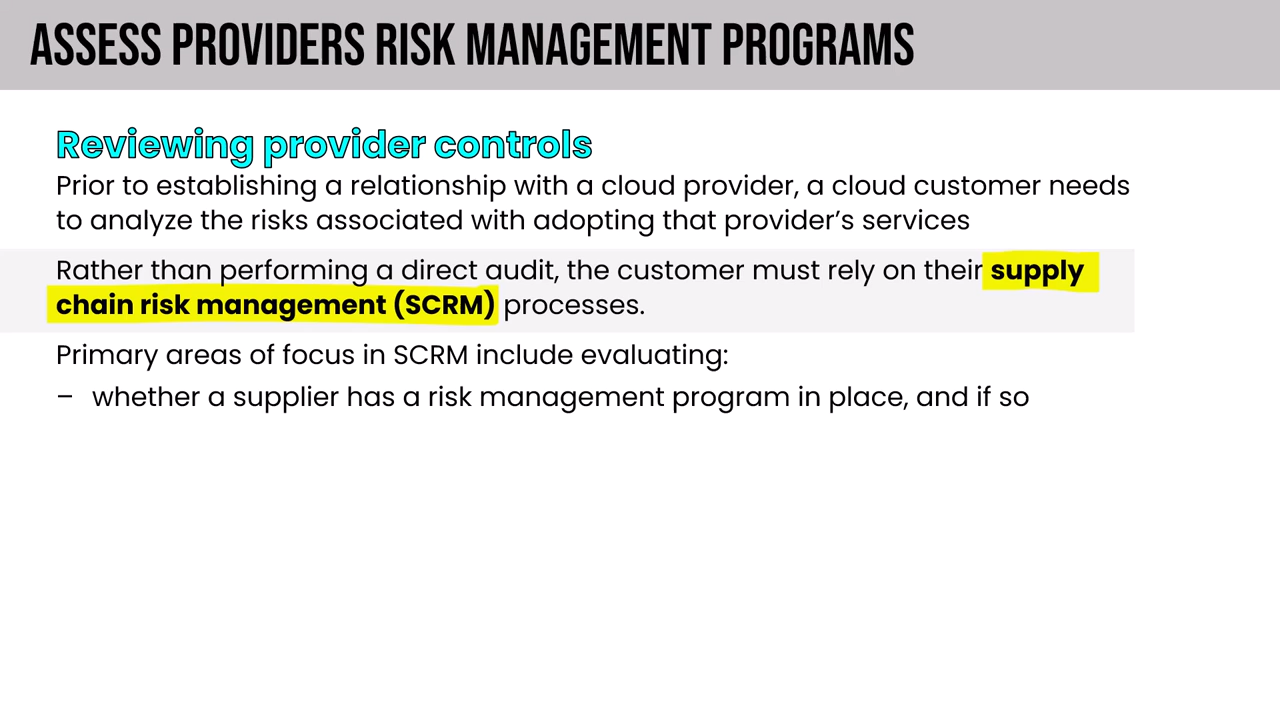 ASSESS PROVIDERS RISK MANAGEMENT PROGRAMS
Reviewing provider controls
Prior to establishing a relationship with a cloud provider, a cloud customer needs
to analyze the risks associated with adopting that provider’s services
Rather than performing a direct audit, the customer must rely on their supply
chain risk management (SCRM) processes.
Primary areas of focus in SCRM include evaluating:
– whether a supplier has a risk management program in place, and if so